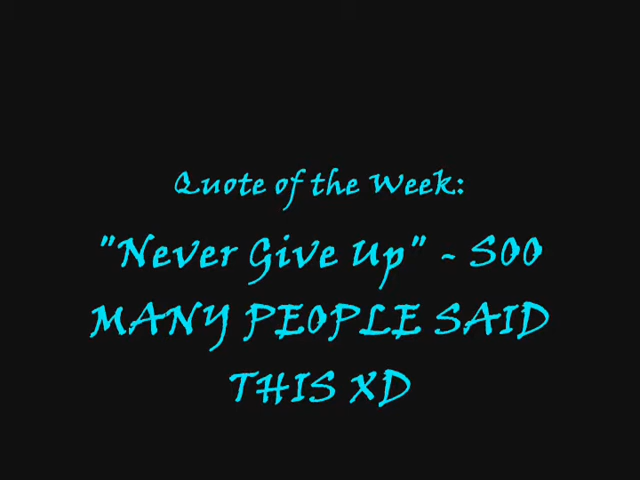 Quote of the Week:
"Never Give Up" - SOO
MANY PEOPLE SAID
THIS XD